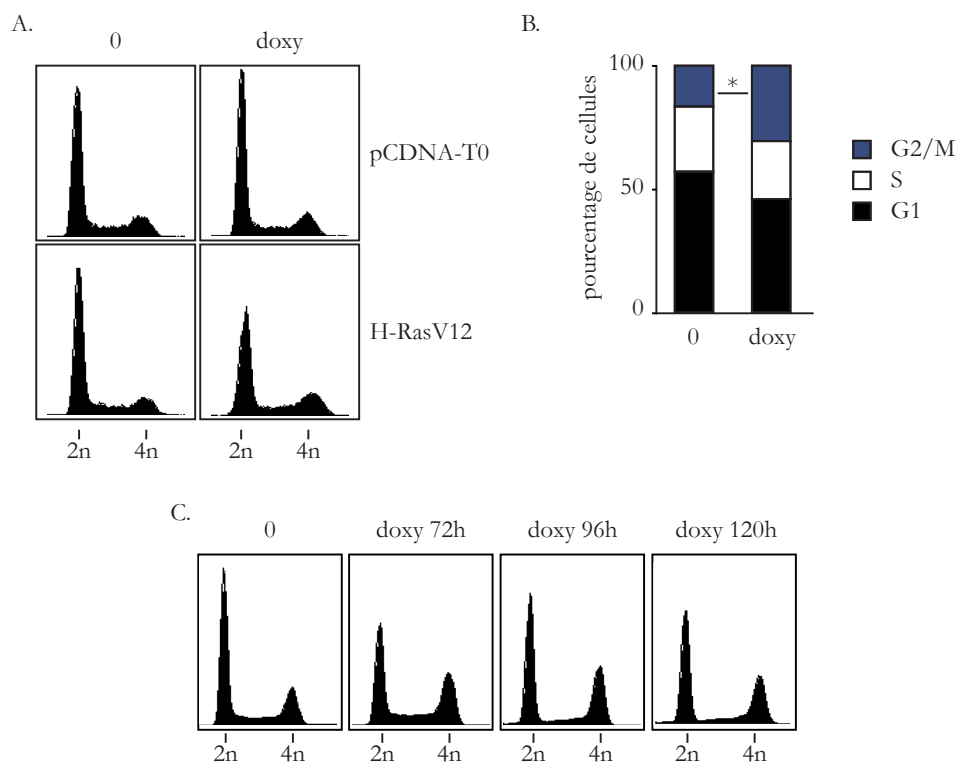 A.
0
doxy
pCDNA-T0
H-RasV12
2n
4n
2n
4n
B.
pourcentage de cellules
100
50
0
*
0
doxy
G2/M
S
G1
C.
0
doxy 72h
doxy 96h
doxy 120h
2n
4n
2n
4n
2n
4n
2n
4n